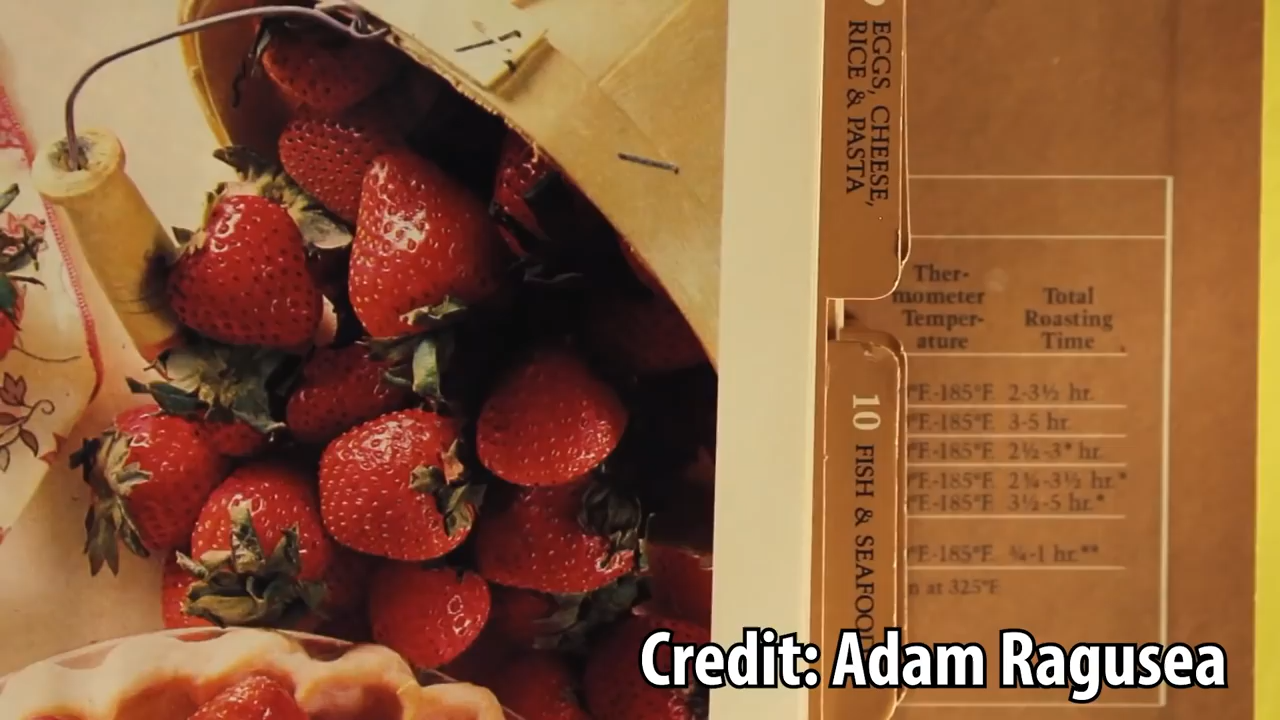 EGGS, CHEESE,
RICE & PASTA
Ther-
mometer
Temper-
ature
Total
Roasting
Time
°F.-185°F. 2-3½ hr.
°F.-185°F. 3-5 hr.
°F.-185°F. 2½-3* hr.
°F.-185°F. 2¾-3½ hr.*
°F.-185°F. 3½-5 hr.*
°F.-185°F. ¾-1 hr.**
n at 325°F.
10 FISH & SEAFOOD
Credit: Adam Ragusea